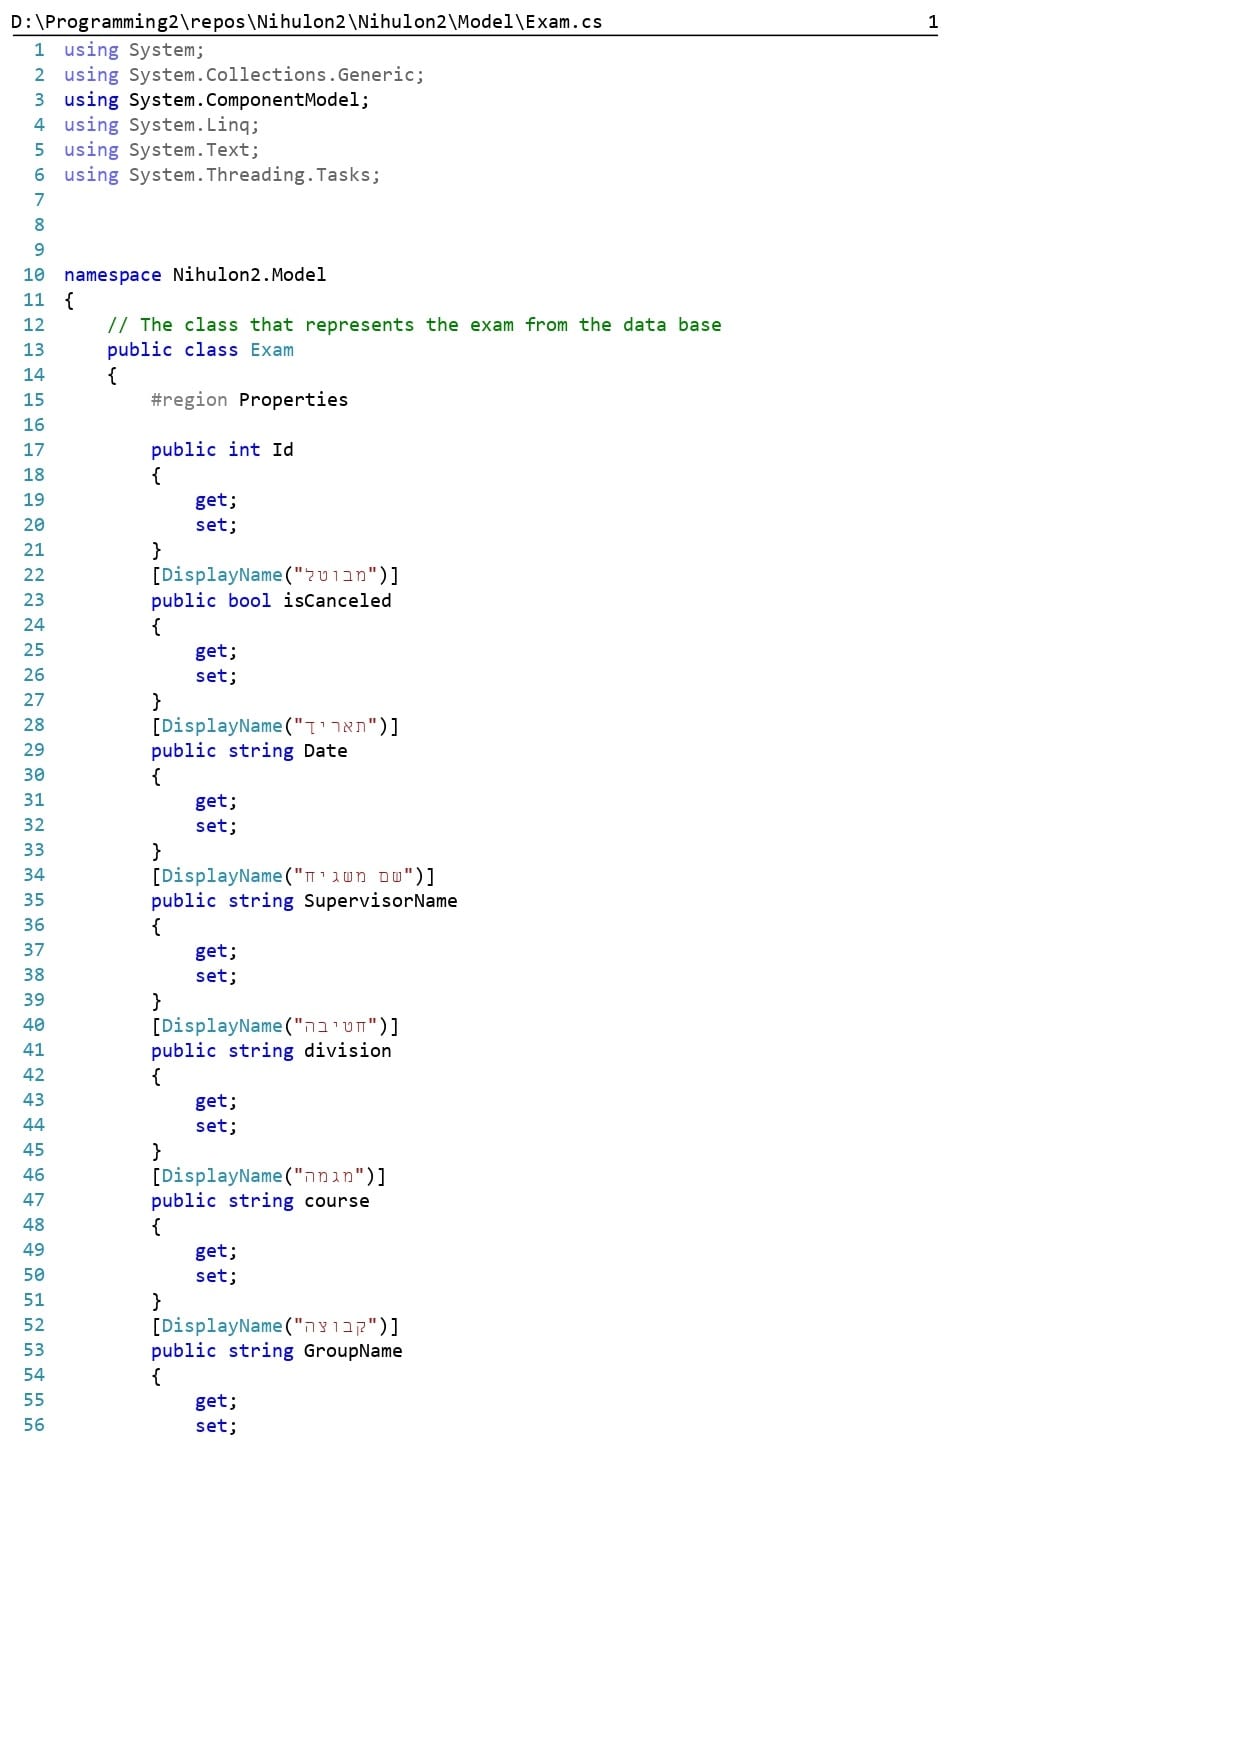 D:\Programming2\repos\Nihulon2\Nihulon2\Model\Exam.cs 1
1 using System;
2 using System.Collections.Generic;
3 using System.ComponentModel;
4 using System.Linq;
5 using System.Text;
6 using System.Threading.Tasks;
7
8
9
10 namespace Nihulon2.Model
11 {
12 // The class that represents the exam from the data base
13 public class Exam
14 {
15 #region Properties
16
17 public int Id
18 {
19 get;
20 set;
21 }
22 [DisplayName("מבוטל")]
23 public bool isCanceled
24 {
25 get;
26 set;
27 }
28 [DisplayName("תאריך")]
29 public string Date
30 {
31 get;
32 set;
33 }
34 [DisplayName("שם משגיח")]
35 public string SupervisorName
36 {
37 get;
38 set;
39 }
40 [DisplayName("חטיבה")]
41 public string division
42 {
43 get;
44 set;
45 }
46 [DisplayName("מגמה")]
47 public string course
48 {
49 get;
50 set;
51 }
52 [DisplayName("קבוצה")]
53 public string GroupName
54 {
55 get;
56 set;